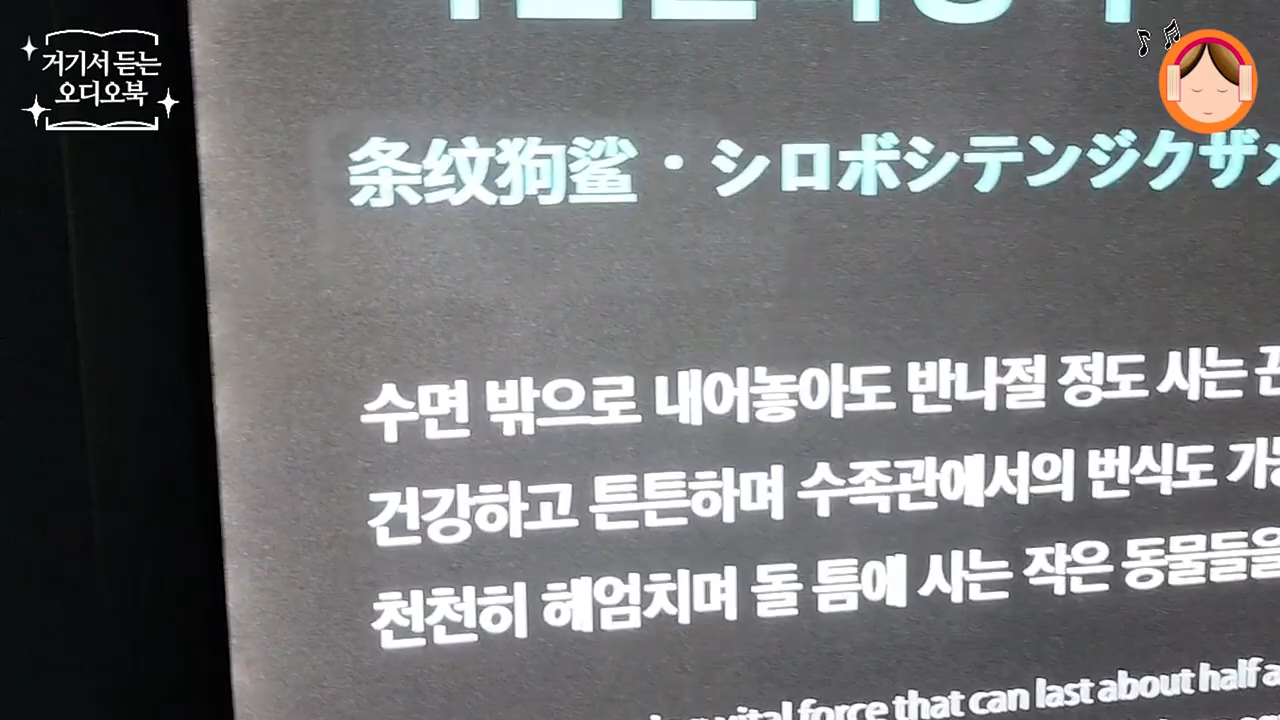 거기서 듣는
오디오북
条纹狗鲨・シロボシテンジクザメ
수면 밖으로 내어놓아도 반나절 정도 사는 끈
건강하고 튼튼하며 수족관에서의 번식도 가능
천천히 헤엄치며 돌 틈에 사는 작은 동물들을
vital force that can last about half a